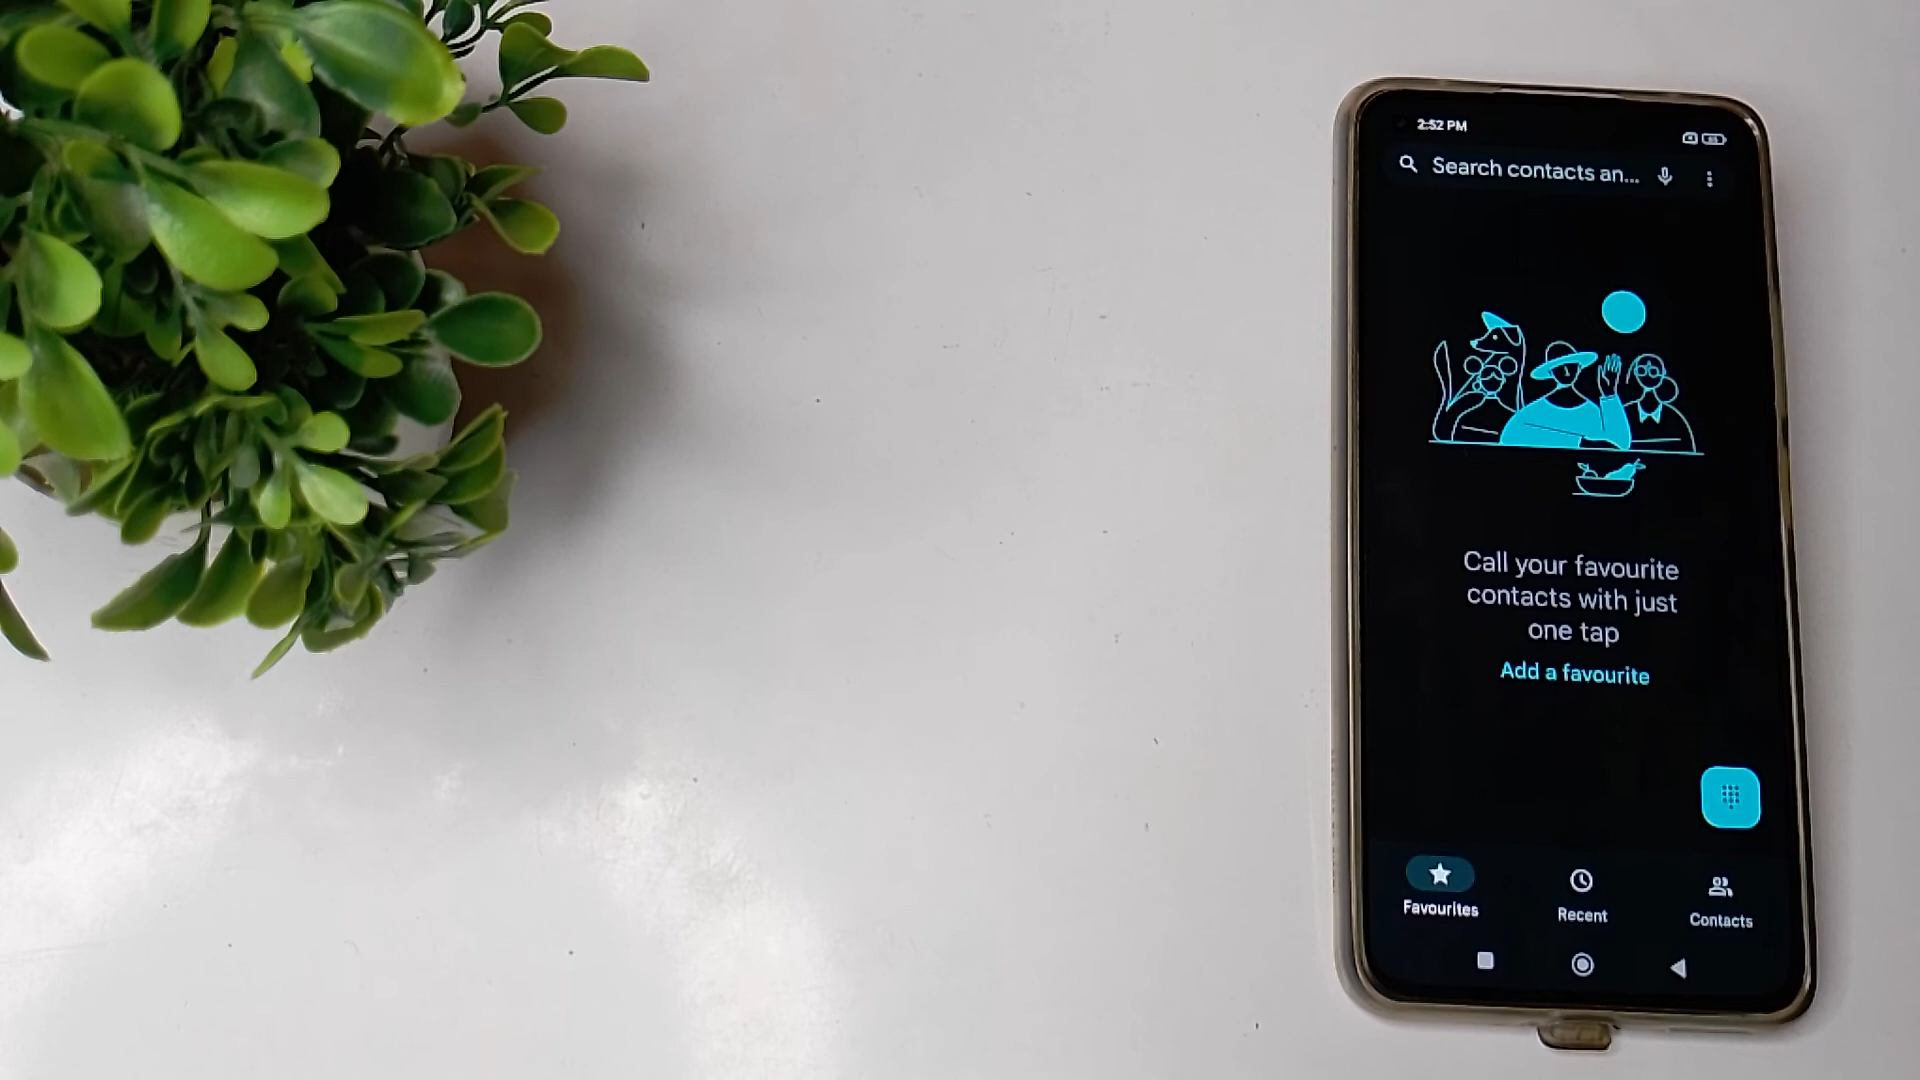 2:52 PM
Search contacts an...
Call your favourite
contacts with just
one tap
Add a favourite
Favourites
Recent
Contacts